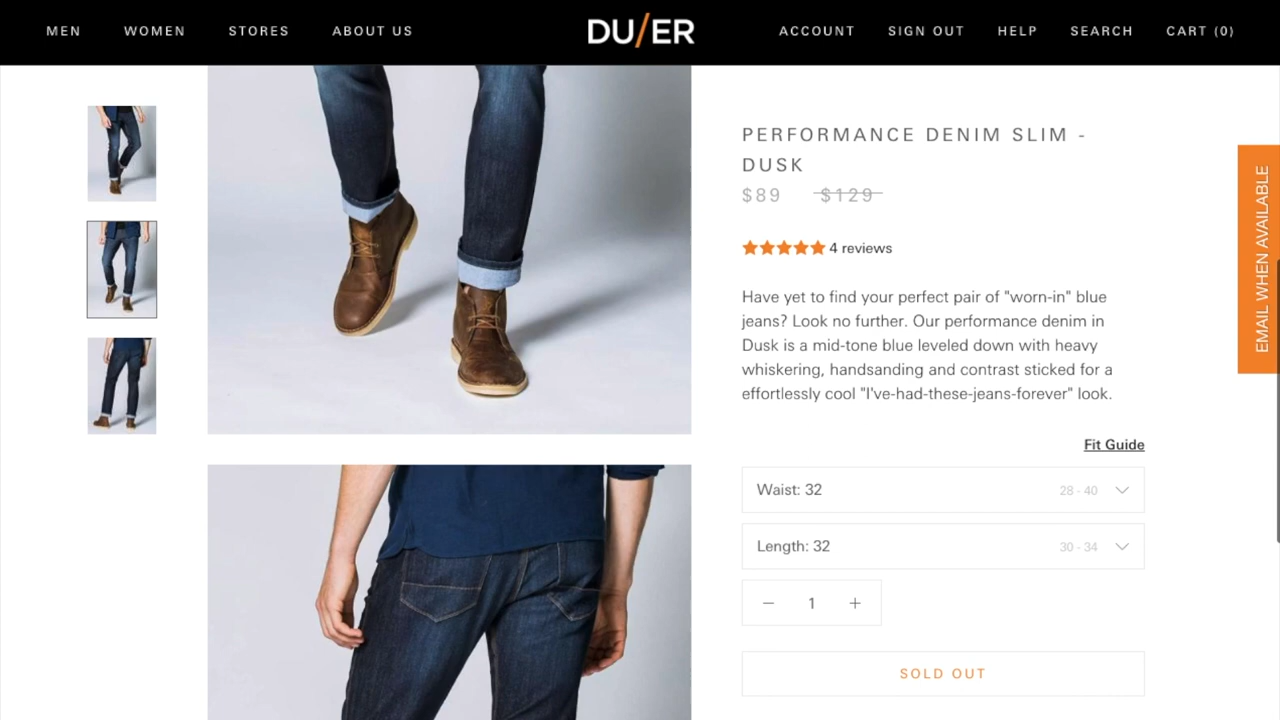 MEN WOMEN STORES ABOUT US DU/ER ACCOUNT SIGN OUT HELP SEARCH CART (0)
PERFORMANCE DENIM SLIM -
DUSK
$89 $129
4 reviews
Have yet to find your perfect pair of "worn-in" blue
jeans? Look no further. Our performance denim in
Dusk is a mid-tone blue leveled down with heavy
whiskering, handsanding and contrast sticked for a
effortlessly cool "I've-had-these-jeans-forever" look.
Fit Guide
Waist: 32 28 - 40
Length: 32 30 - 34
− 1 +
SOLD OUT
EMAIL WHEN AVAILABLE